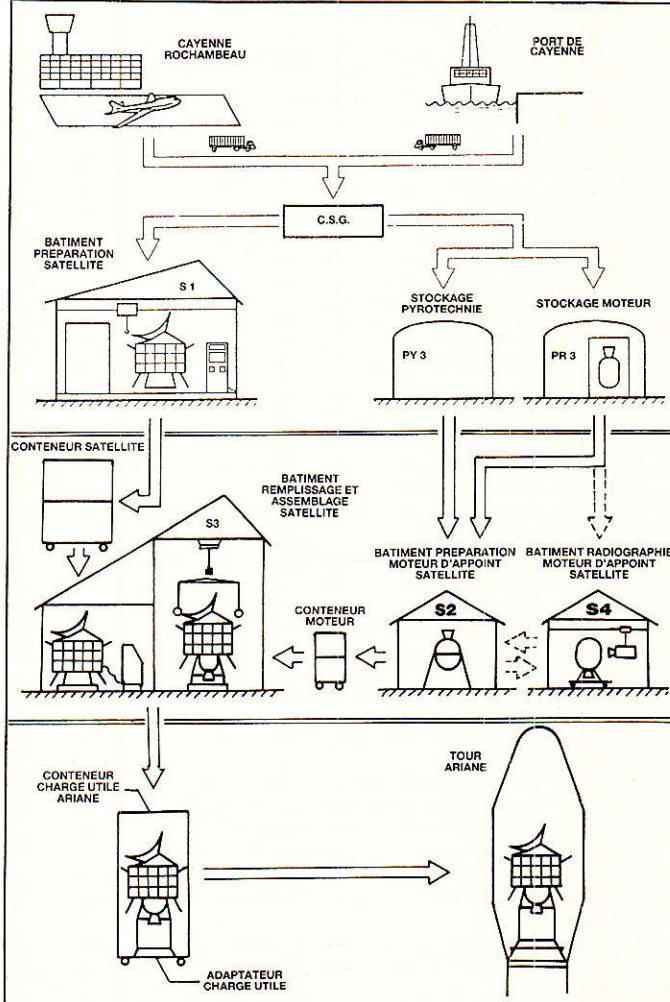 CAYENNE
ROCHAMBEAU
PORT DE
CAYENNE
C.S.G.
BATIMENT
PREPARATION
SATELLITE
S 1
STOCKAGE
PYROTECHNIE
PY 3
STOCKAGE MOTEUR
PR 3
CONTENEUR SATELLITE
BATIMENT
REMPLISSAGE ET
ASSEMBLAGE
SATELLITE
S3
BATIMENT PREPARATION
MOTEUR D'APPOINT
SATELLITE
S2
BATIMENT RADIOGRAPHIE
MOTEUR D'APPOINT
SATELLITE
S4
CONTENEUR
MOTEUR
CONTENEUR
CHARGE UTILE
ARIANE
TOUR
ARIANE
ADAPTATEUR
CHARGE UTILE